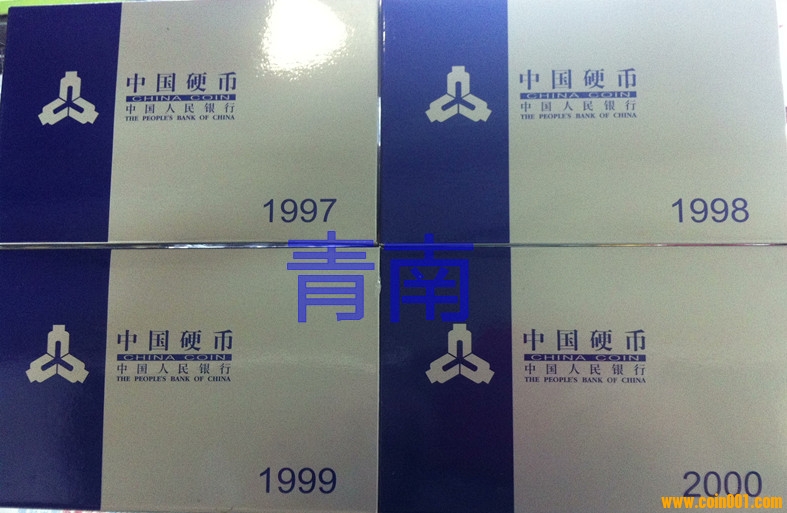 中国硬币
CHINA COIN
中国人民银行
THE PEOPLE'S BANK OF CHINA
1997
中国硬币
CHINA COIN
中国人民银行
THE PEOPLE'S BANK OF CHINA
1998
青南
中国硬币
CHINA COIN
中国人民银行
THE PEOPLE'S BANK OF CHINA
1999
中国硬币
CHINA COIN
中国人民银行
THE PEOPLE'S BANK OF CHINA
2000
www.coin001.com